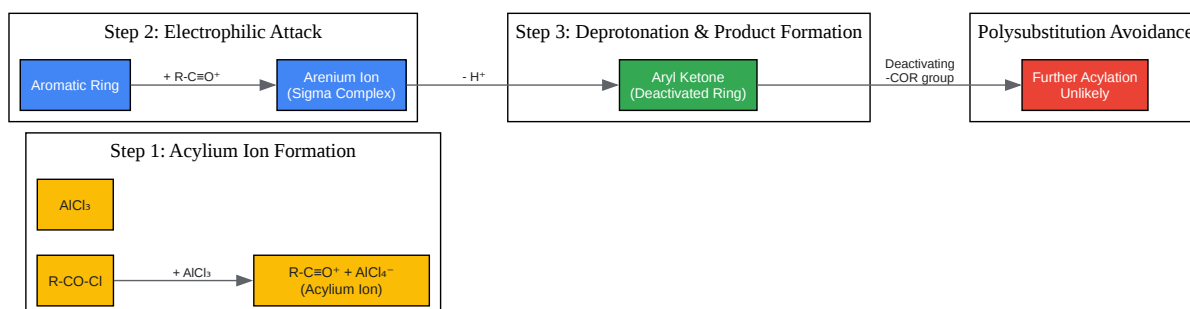 Step 2: Electrophilic Attack
Aromatic Ring
+ R-C≡O⁺
Arenium Ion
(Sigma Complex)
- H⁺
Step 3: Deprotonation & Product Formation
Aryl Ketone
(Deactivated Ring)
Deactivating
-COR group
Polysubstitution Avoidance
Further Acylation
Unlikely
Step 1: Acylium Ion Formation
AlCl₃
R-CO-Cl
+ AlCl₃
R-C≡O⁺ + AlCl₄⁻
(Acylium Ion)